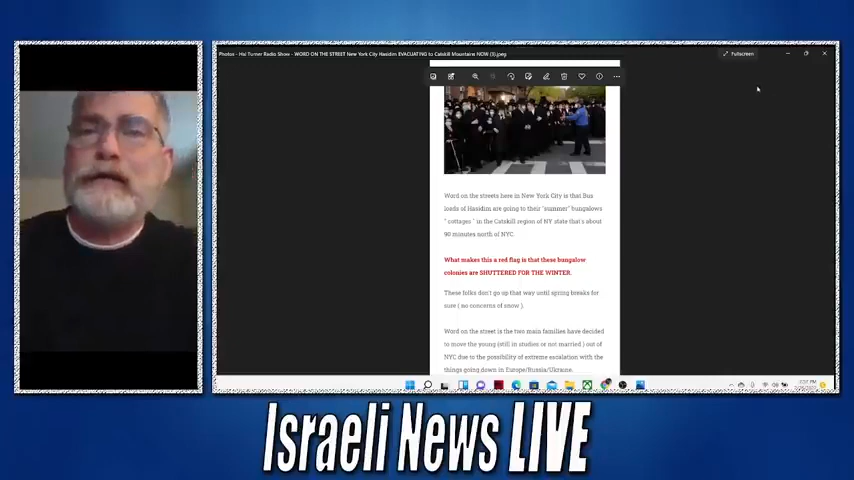 Photos - Hal Turner Radio Show - WORD ON THE STREET New York City Hasidim EVACUATING to Catskill Mountains NOW (3).jpeg
Fullscreen
Word on the streets here in New York City is that Bus
loads of Hasidim are going to their "summer" bungalows
" cottages " in the Catskill region of NY state that's about
90 minutes north of NYC.
What makes this a red flag is that these bungalow
colonies are SHUTTERED FOR THE WINTER.
These folks don't go up that way until spring breaks for
sure ( no concerns of snow ).
Word on the street is the two main families have decided
to move the young (still in studies or not married ) out of
NYC due to the possibility of extreme escalation with the
things going down in Europe/Russia/Ukraine.
Israeli News LIVE